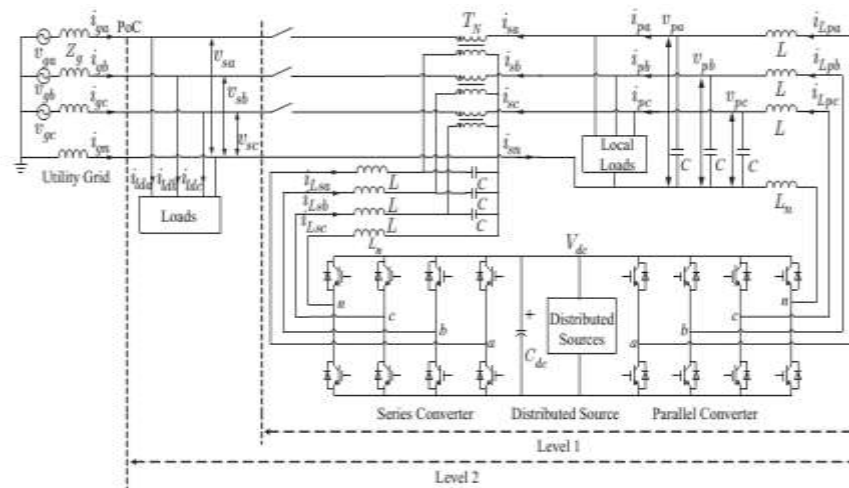 i_ga
PoC
T_N
i_sa
i_pa
v_pa
i_Lpa
v_ga
Z_g
i_gb
v_sa
L
i_sb
i_pb
v_pb
i_Lpb
v_gb
i_gc
v_sb
L
i_sc
i_pc
v_pc
i_Lpc
v_gc
v_sc
L
i_gn
i_sn
Local
Loads
Utility Grid
i_lda
i_ldb
i_ldc
C
C
C
C
i_Lsa
L
C
i_Lsb
L
C
L_n
Loads
i_Lsc
L
L_n
V_dc
n
c
b
a
+
C_dc
Distributed
Sources
n
c
b
a
Series Converter
Distributed Source
Parallel Converter
Level 1
Level 2